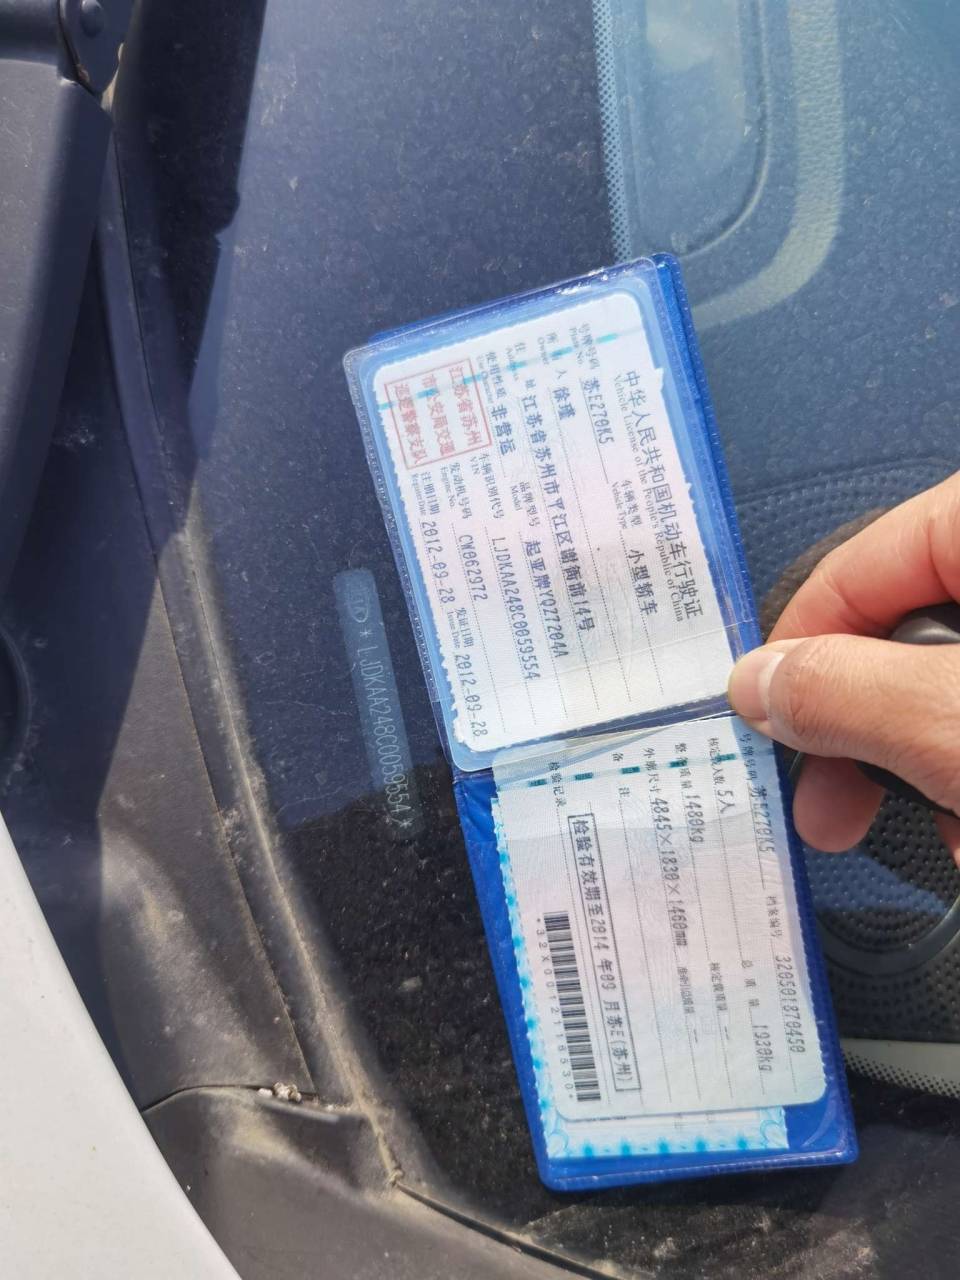 中华人民共和国机动车行驶证
Vehicle License of the People's Republic of China
号牌号码 苏E270K5 车辆类型 小型轿车
Plate No. Vehicle Type
所有人 徐瑾
Owner
住址 江苏省苏州市平江区谢衙前14号
Address
使用性质 非营运 品牌型号 起亚牌YQZ7204A
Use Character Model
江苏省苏州
市公安局交通
巡逻警察支队
车辆识别代号 LJDKAA248C0059554
VIN
发动机号码 CW062972
Engine No.
注册日期 2012-09-28 发证日期 2012-09-28
Register Date Issue Date
号牌号码 苏E270K5 档案编号 320501870450
核定载人数 5人 总质量 1930kg
整备质量 1480kg 核定载质量 --
外廓尺寸 4845×1830×1460mm 准牵引总质量 --
备注
检验有效期至2014年09月苏E(苏州)
检验记录
*32X0012116530*
*LJDKAA248C0059554*